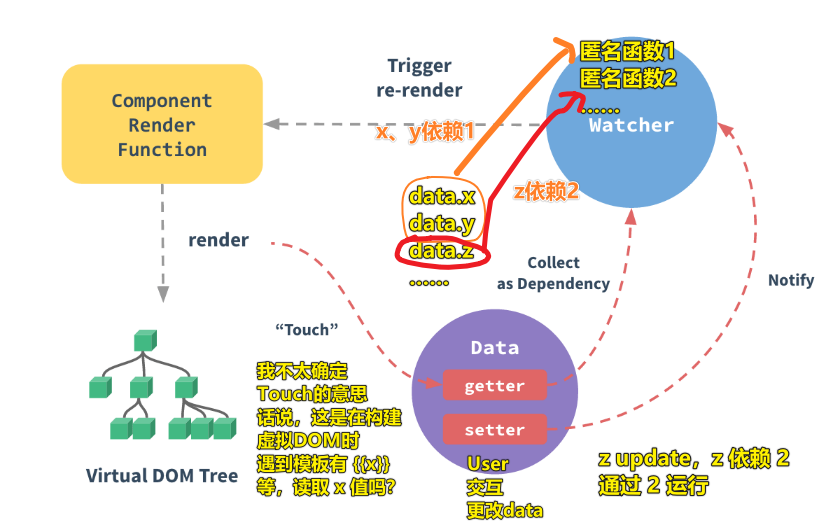 匿名函数1
匿名函数2
......
Watcher
Trigger
re-render
Component
Render
Function
x、y依赖1
z依赖2
data.x
data.y
data.z
......
render
Collect
as Dependency
Notify
“Touch”
Data
getter
setter
我不太确定
Touch的意思
话说，这是在构建
虚拟DOM时
遇到模板有 {{x}}
等，读取 x 值吗?
Virtual DOM Tree
User
交互
更改data
z update，z 依赖 2
通过 2 运行